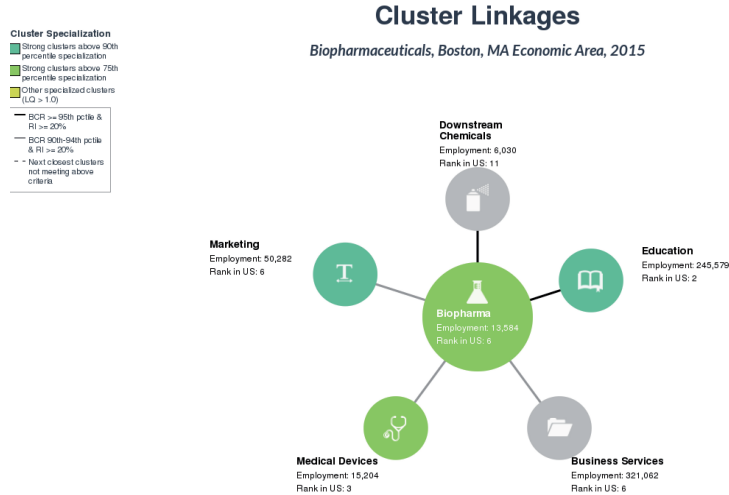 Cluster Linkages
Biopharmaceuticals, Boston, MA Economic Area, 2015
Cluster Specialization
Strong clusters above 90th
percentile specialization
Strong clusters above 75th
percentile specialization
Other specialized clusters
(LQ > 1.0)
BCR >= 95th pctile &
RI >= 20%
BCR 90th-94th pctile
& RI >= 20%
Next closest clusters
not meeting above
criteria
Downstream
Chemicals
Employment: 6,030
Rank in US: 11
Marketing
Employment: 50,282
Rank in US: 6
Education
Employment: 245,579
Rank in US: 2
Biopharma
Employment: 13,584
Rank in US: 6
Medical Devices
Employment: 15,204
Rank in US: 3
Business Services
Employment: 321,062
Rank in US: 6